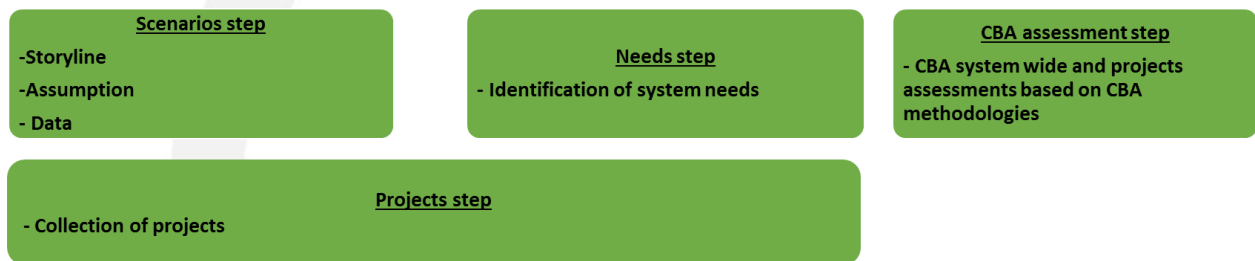 Scenarios step
-Storyline
-Assumption
- Data
Needs step
- Identification of system needs
CBA assessment step
- CBA system wide and projects
assessments based on CBA
methodologies
Projects step
- Collection of projects